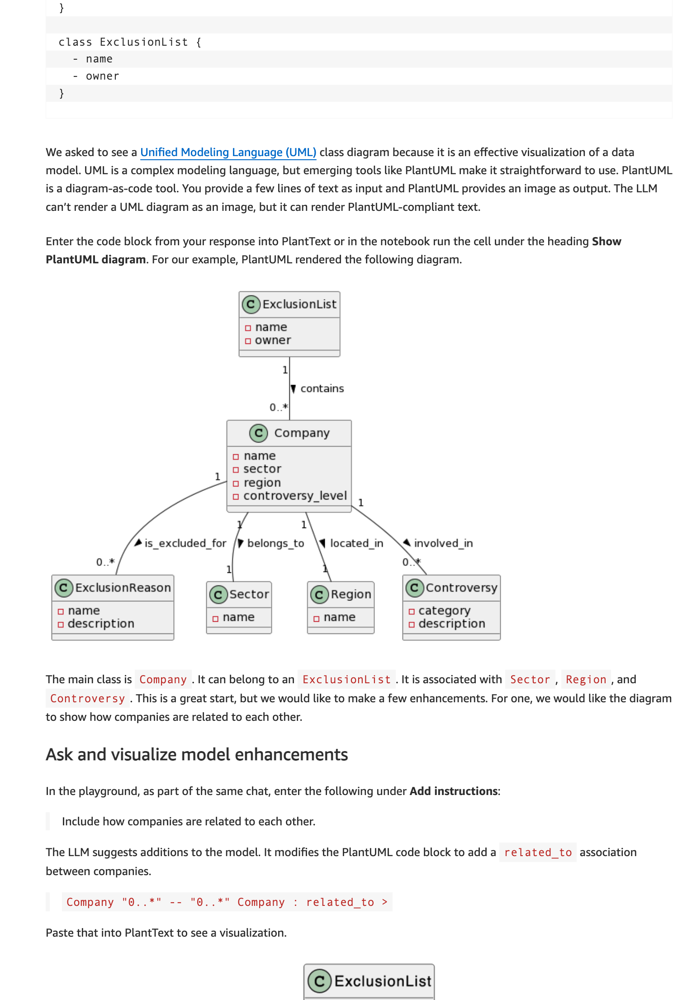 }
class ExclusionList {
- name
- owner
}
We asked to see a Unified Modeling Language (UML) class diagram because it is an effective visualization of a data
model. UML is a complex modeling language, but emerging tools like PlantUML make it straightforward to use. PlantUML
is a diagram-as-code tool. You provide a few lines of text as input and PlantUML provides an image as output. The LLM
can’t render a UML diagram as an image, but it can render PlantUML-compliant text.
Enter the code block from your response into PlantText or in the notebook run the cell under the heading Show
PlantUML diagram. For our example, PlantUML rendered the following diagram.
C ExclusionList
name
owner
1
contains
0..*
C Company
name
sector
region
controversy_level
1
1
1
1
is_excluded_for
belongs_to
located_in
involved_in
0..*
1
1
0..*
C ExclusionReason
name
description
C Sector
name
C Region
name
C Controversy
category
description
The main class is Company . It can belong to an ExclusionList . It is associated with Sector , Region , and
Controversy . This is a great start, but we would like to make a few enhancements. For one, we would like the diagram
to show how companies are related to each other.
Ask and visualize model enhancements
In the playground, as part of the same chat, enter the following under Add instructions:
Include how companies are related to each other.
The LLM suggests additions to the model. It modifies the PlantUML code block to add a related_to association
between companies.
Company "0..*" -- "0..*" Company : related_to >
Paste that into PlantText to see a visualization.
C ExclusionList